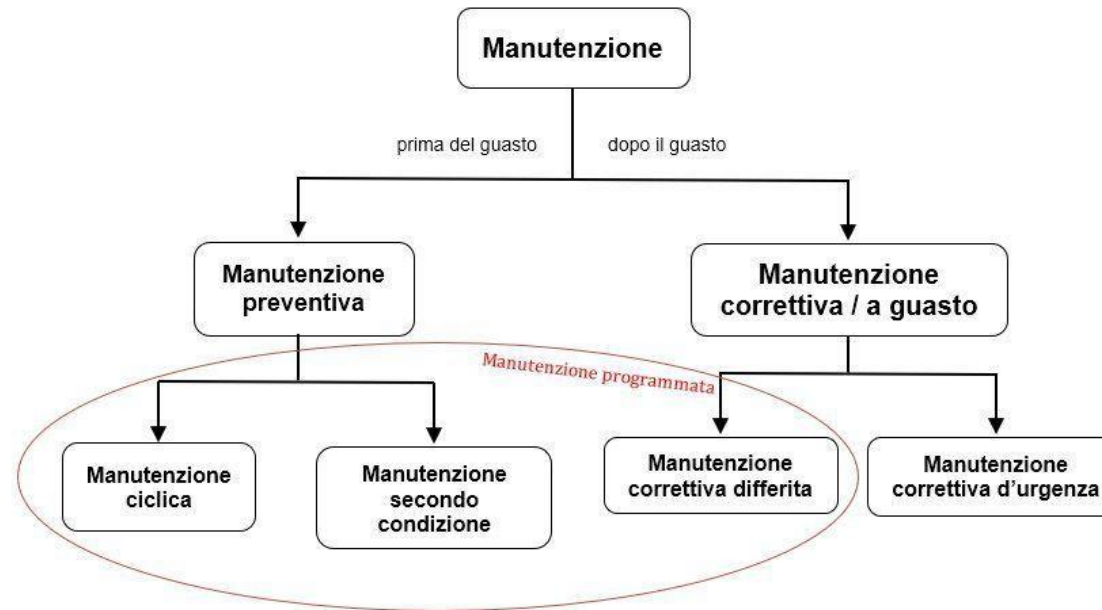 Manutenzione
prima del guasto
dopo il guasto
Manutenzione
preventiva
Manutenzione
correttiva / a guasto
Manutenzione programmata
Manutenzione
ciclica
Manutenzione
secondo
condizione
Manutenzione
correttiva differita
Manutenzione
correttiva d'urgenza